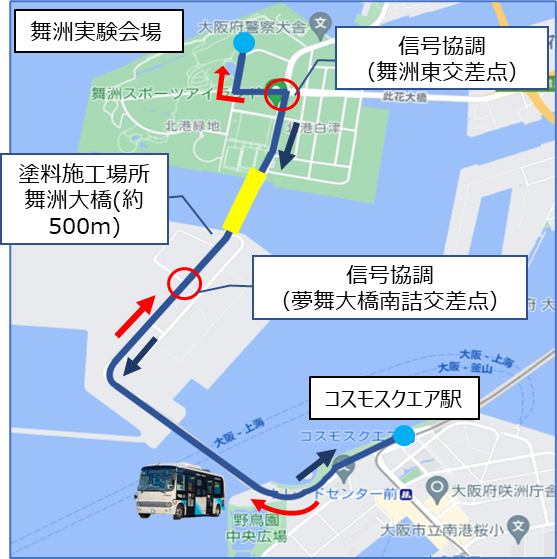 舞洲実験会場
大阪府警察大舎
信号協調
(舞洲東交差点)
舞洲スポーツアイランド
此花大橋
北港緑地
北港白津
塗料施工場所
舞洲大橋(約
500m)
信号協調
(夢舞大橋南詰交差点)
大阪
大阪 - 上海
大阪 - 釜山
コスモスクエア駅
大阪 - 上海
コスモスクエア
トレードセンター前
大阪府咲洲庁舎
野鳥園
中央広場
大阪市立南港桜小